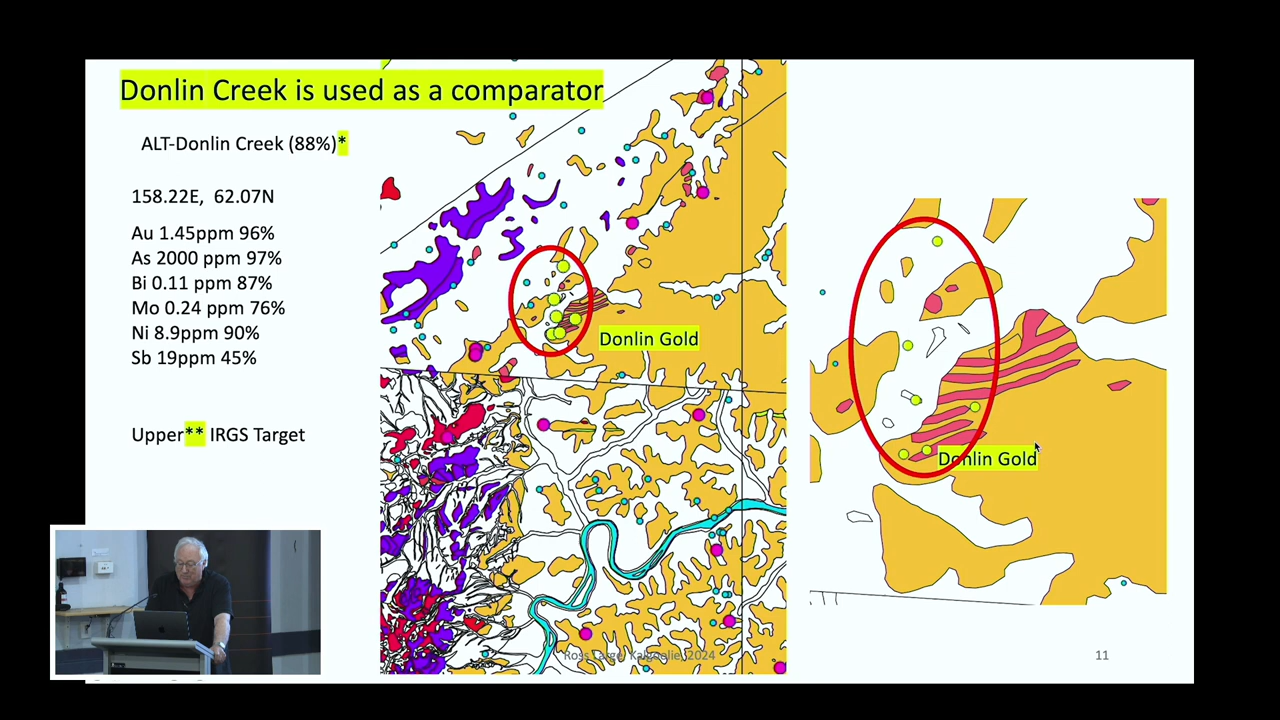 Donlin Creek is used as a comparator
ALT-Donlin Creek (88%)*
158.22E, 62.07N
Au 1.45ppm 96%
As 2000 ppm 97%
Bi 0.11 ppm 87%
Mo 0.24 ppm 76%
Ni 8.9ppm 90%
Sb 19ppm 45%
Upper** IRGS Target
Donlin Gold
Donlin Gold
Kalgoorlie, 2024
11